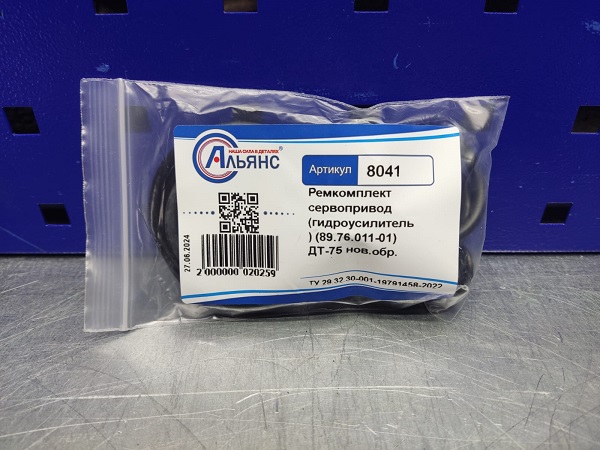 НАША СИЛА В ДЕТАЛЯХ
АЛЬЯНС®
Артикул 8041
Ремкомплект
сервопривод
(гидроусилитель
) (89.76.011-01)
ДТ-75 нов.обр.
27.06.2024
2 000000 020259
ТУ 29.32.30-001-19791458-2022